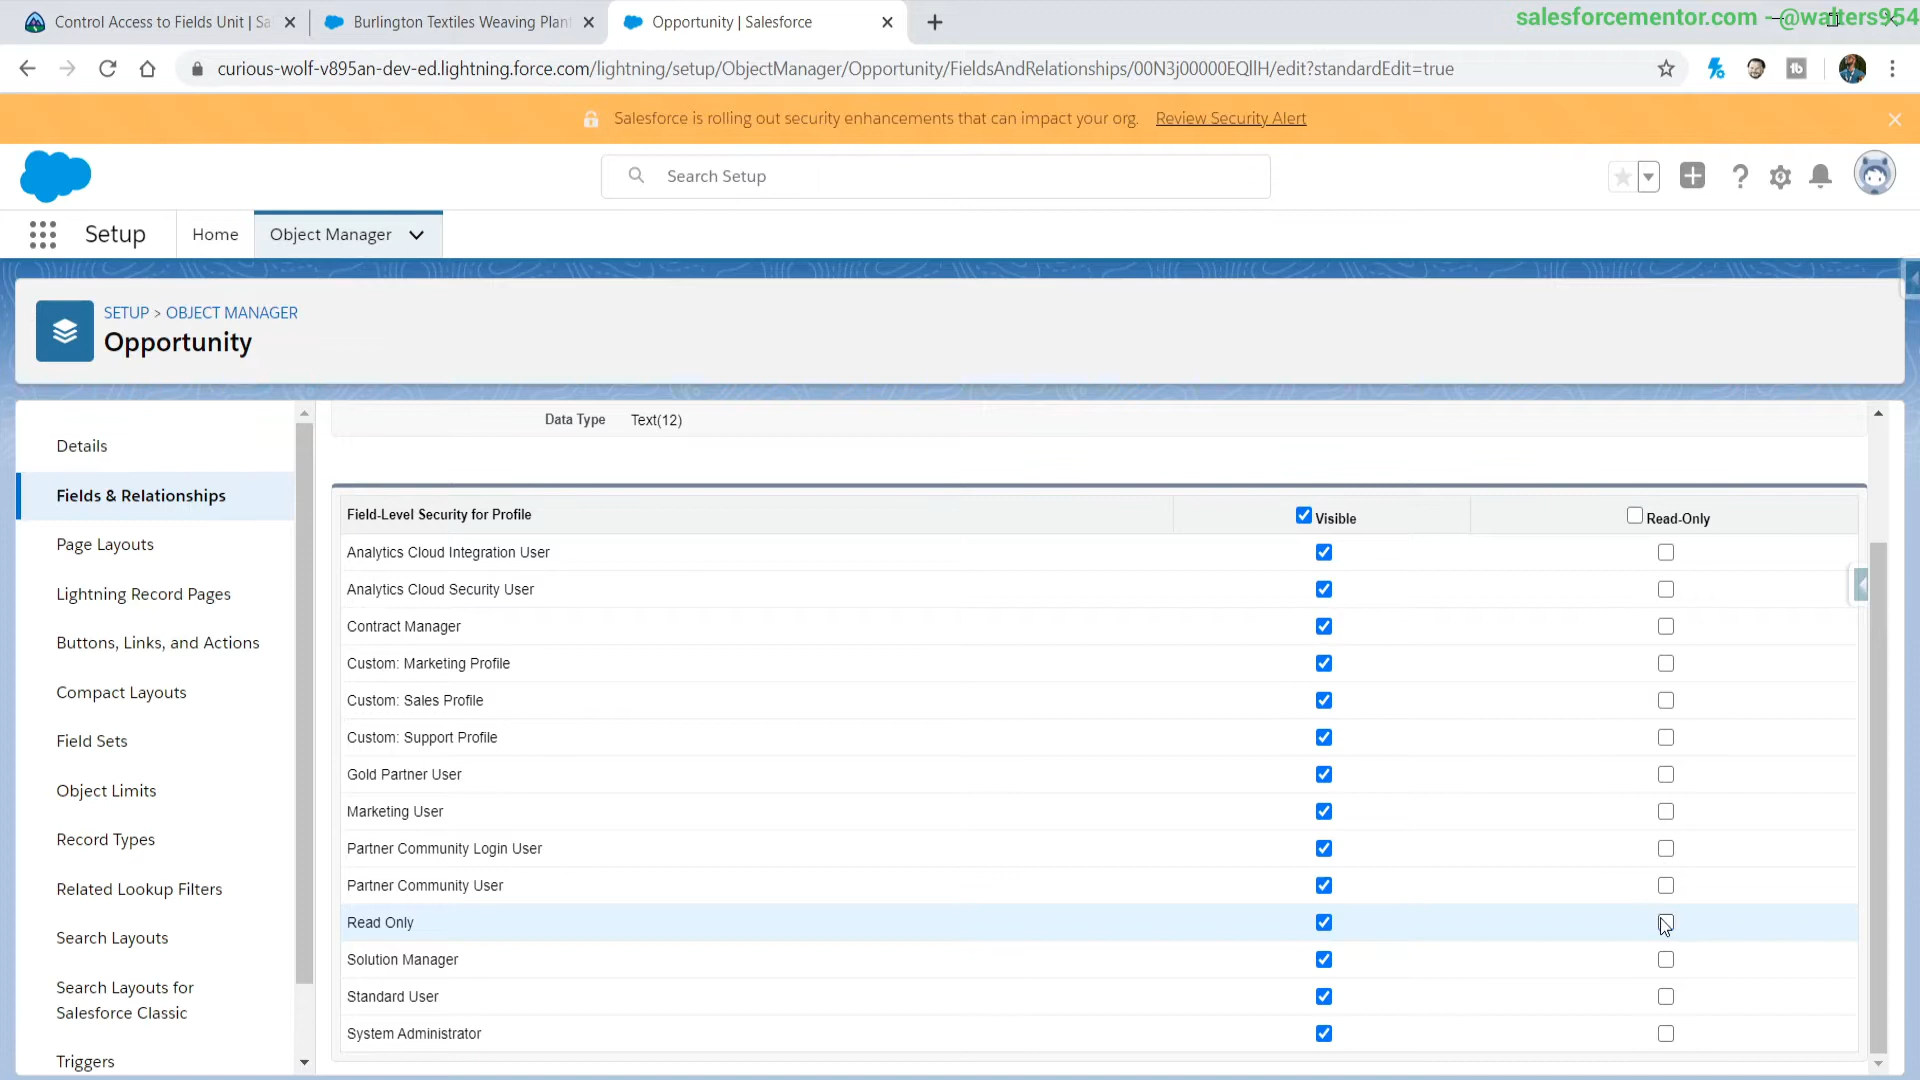 Control Access to Fields Unit | Sa
Burlington Textiles Weaving Plan
Opportunity | Salesforce
salesforcementor.com - @walters954
curious-wolf-v895an-dev-ed.lightning.force.com/lightning/setup/ObjectManager/Opportunity/FieldsAndRelationships/00N3j00000EQllH/edit?standardEdit=true
Salesforce is rolling out security enhancements that can impact your org. Review Security Alert
Search Setup
Setup
Home
Object Manager
SETUP > OBJECT MANAGER
Opportunity
Details
Fields & Relationships
Page Layouts
Lightning Record Pages
Buttons, Links, and Actions
Compact Layouts
Field Sets
Object Limits
Record Types
Related Lookup Filters
Search Layouts
Search Layouts for
Salesforce Classic
Triggers
Data Type Text(12)
Field-Level Security for Profile Visible Read-Only
Analytics Cloud Integration User
Analytics Cloud Security User
Contract Manager
Custom: Marketing Profile
Custom: Sales Profile
Custom: Support Profile
Gold Partner User
Marketing User
Partner Community Login User
Partner Community User
Read Only
Solution Manager
Standard User
System Administrator